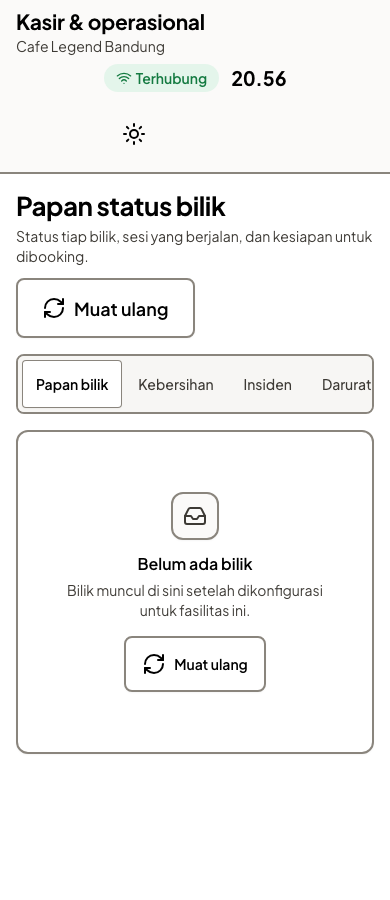 Kasir & operasional
Cafe Legend Bandung
Terhubung 20.56
Papan status bilik
Status tiap bilik, sesi yang berjalan, dan kesiapan untuk
dibooking.
Muat ulang
Papan bilik Kebersihan Insiden Darurat
Belum ada bilik
Bilik muncul di sini setelah dikonfigurasi
untuk fasilitas ini.
Muat ulang